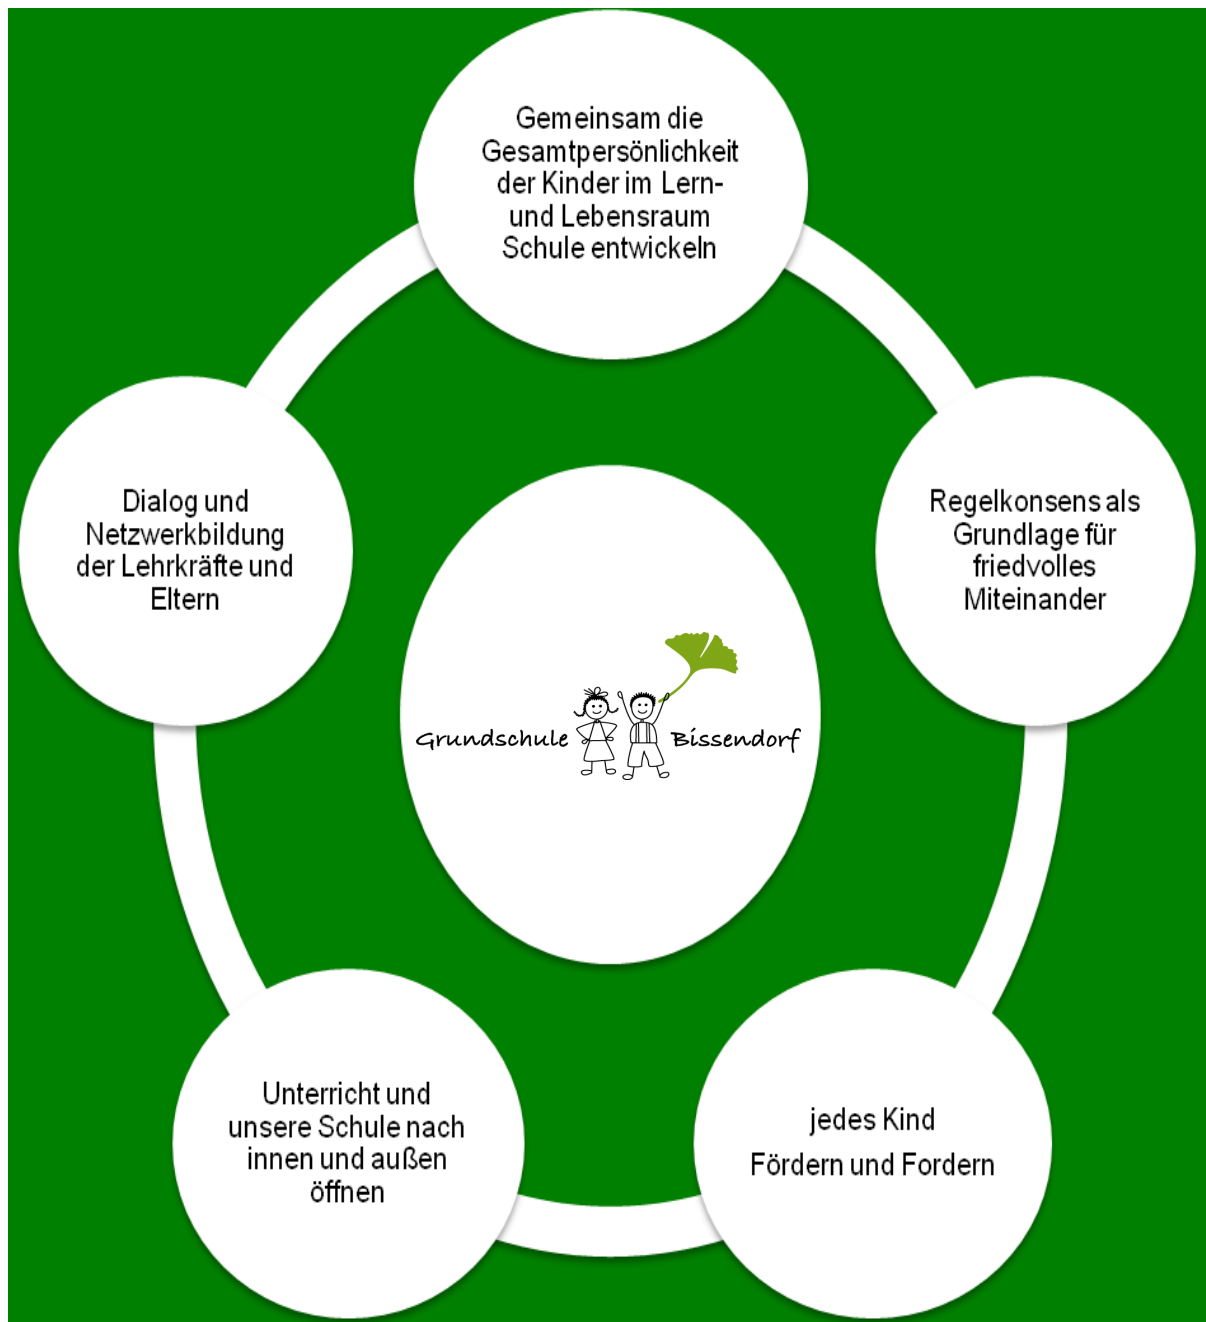 Gemeinsam die
Gesamtpersönlichkeit
der Kinder im Lern-
und Lebensraum
Schule entwickeln
Dialog und
Netzwerkbildung
der Lehrkräfte und
Eltern
Regelkonsens als
Grundlage für
friedvolles
Miteinander
Grundschule Bissendorf
Unterricht und
unsere Schule nach
innen und außen
öffnen
jedes Kind
Fördern und Fordern